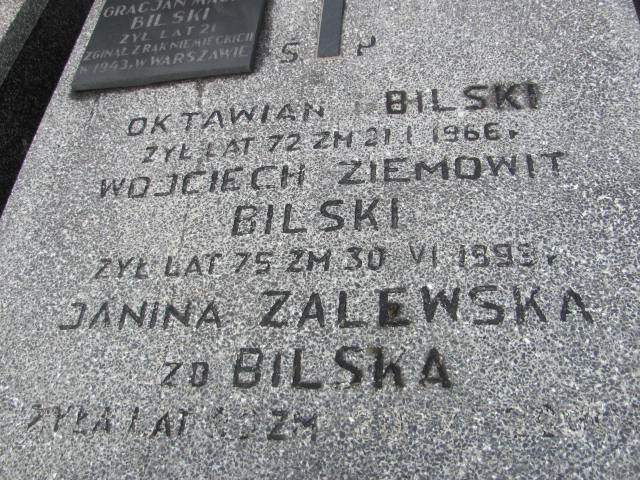 GRACJAN
BILSKI
ŻYŁ LAT 21
ZGINĄŁ Z RĄK NIEMIECKICH
w 1943 r. w WARSZAWIE
Ś P
OKTAWIAN BILSKI
ŻYŁ LAT 72 ZM 21 I 1966 r
WOJCIECH ZIEMOWIT
BILSKI
ŻYŁ LAT 75 ZM 30 VI 1993 r
JANINA ZALEWSKA
ZD BILSKA
ŻYŁA LAT ZM